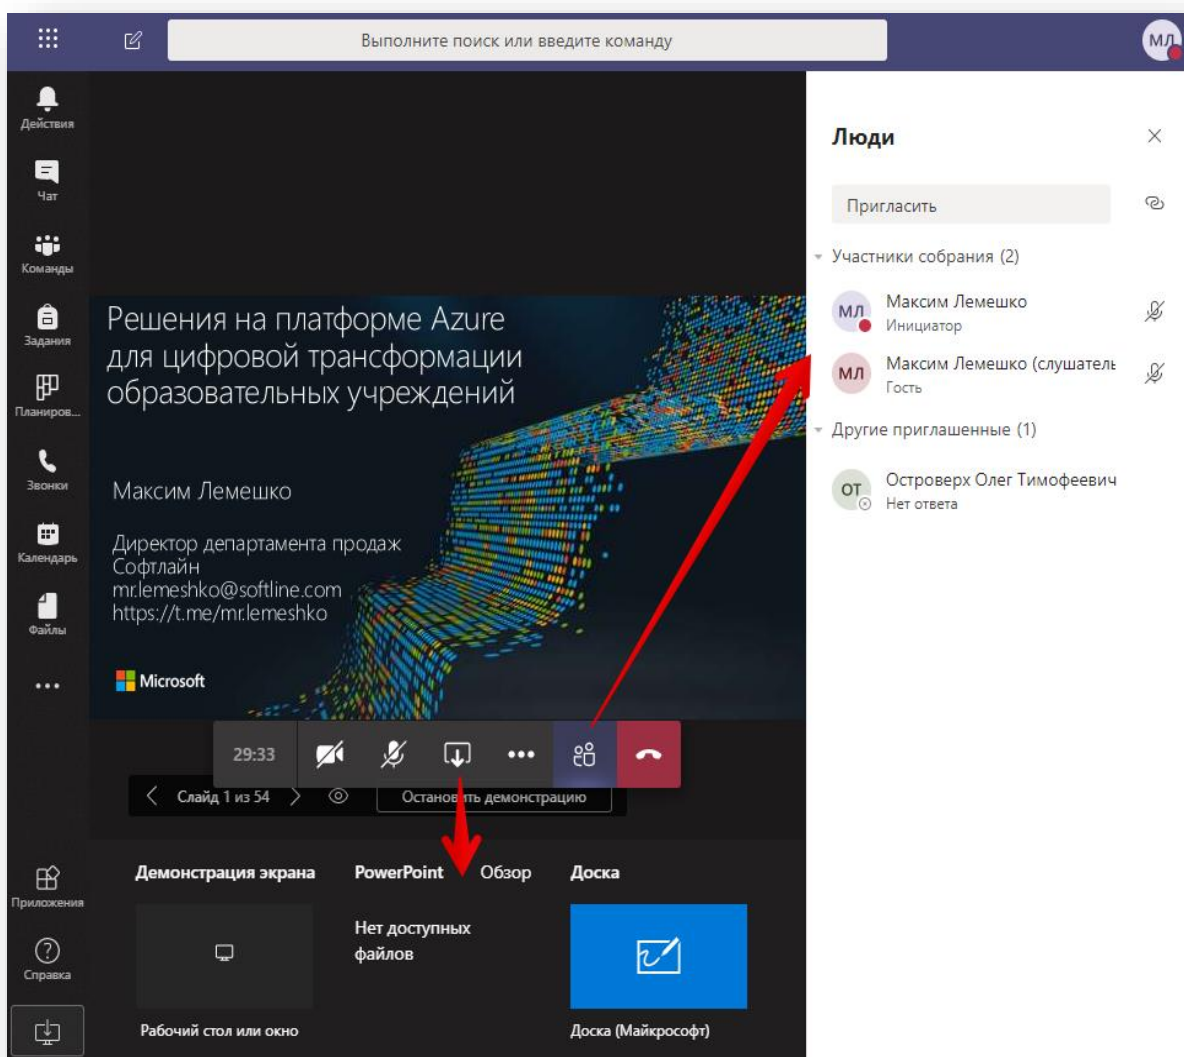 Выполните поиск или введите команду
МЛ
Действия
Чат
Команды
Задания
Планиров...
Звонки
Календарь
Файлы
Приложения
Справка
Решения на платформе Azure
для цифровой трансформации
образовательных учреждений
Максим Лемешко
Директор департамента продаж
Софтлайн
mr.lemeshko@softline.com
https://t.me/mr.lemeshko
Microsoft
29:33
Слайд 1 из 54
Остановить демонстрацию
Демонстрация экрана
PowerPoint
Обзор
Доска
Нет доступных
файлов
Рабочий стол или окно
Доска (Майкрософт)
Люди
Пригласить
Участники собрания (2)
МЛ
Максим Лемешко
Инициатор
МЛ
Максим Лемешко (слушатель
Гость
Другие приглашенные (1)
ОТ
Островерх Олег Тимофеевич
Нет ответа